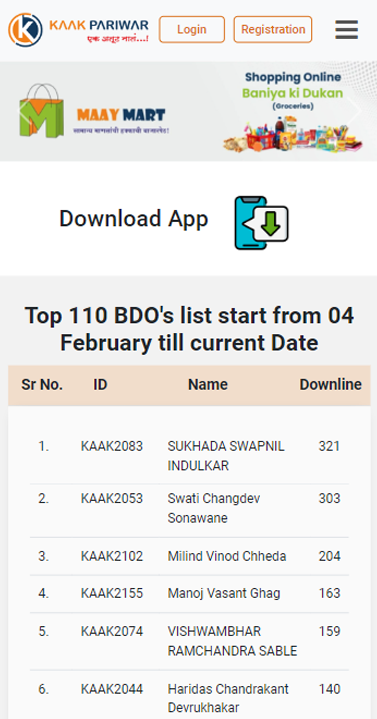 KAAK PARIWAR
एक अतूट नातं...!
Login
Registration
Shopping Online
Baniya ki Dukan
(Groceries)
MAAY MART
सामान्य माणसांची हक्काची बाजारपेठ!
Download App
Top 110 BDO's list start from 04
February till current Date
Sr No. ID Name Downline
1. KAAK2083 SUKHADA SWAPNIL 321
INDULKAR
2. KAAK2053 Swati Changdev 303
Sonawane
3. KAAK2102 Milind Vinod Chheda 204
4. KAAK2155 Manoj Vasant Ghag 163
5. KAAK2074 VISHWAMBHAR 159
RAMCHANDRA SABLE
6. KAAK2044 Haridas Chandrakant 140
Devrukhakar